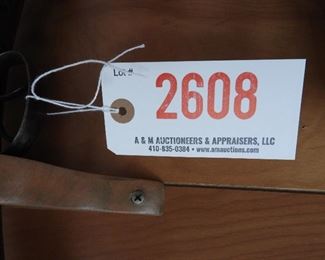 Lot#
2608
A & M AUCTIONEERS & APPRAISERS, LLC
410-835-0384 • www.amauctions.com